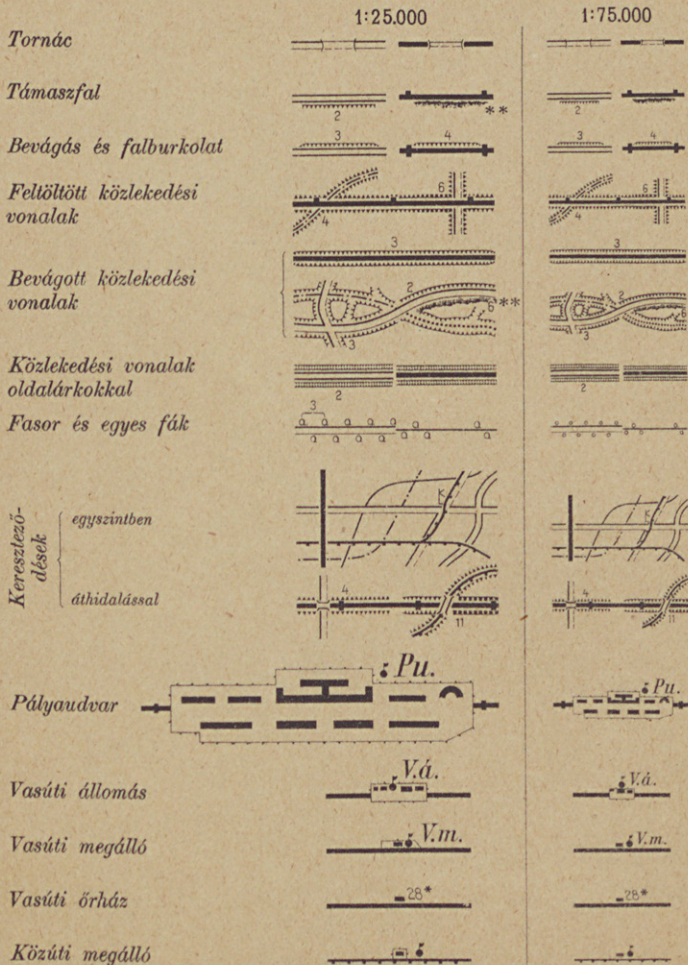 1:25.000 1:75.000
Tornác
Támaszfal
2 ** 2
Bevágás és falburkolat
3 4 3 4
Feltöltött közlekedési
vonalak
6 4 6 4
3 3
Bevágott közlekedési
vonalak
2 6** 3 2 6 3
Közlekedési vonalak
oldalárkokkal
2 2
Fasor és egyes fák
3
Keresztező-
dések
egyszintben
K K
áthidalással
4 11 4 11
Pályaudvar
Pu. Pu.
Vasúti állomás
V.á. V.á.
Vasúti megálló
V.m. V.m.
Vasúti őrház
28* 28*
Közúti megálló